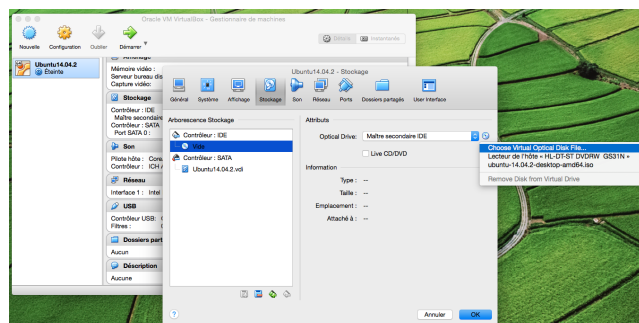 Oracle VM VirtualBox - Gestionnaire de machines
Nouvelle
Configuration
Oublier
Démarrer
Détails
Instantanés
Ubuntu14.04.2
Éteinte
Affichage
Mémoire vidéo :
Serveur bureau dis
Capture vidéo:
Stockage
Contrôleur : IDE
Maître secondaire
Contrôleur : SATA
Port SATA 0 :
Son
Pilote hôte : Core
Contrôleur : ICH
Réseau
Interface 1 : Intel
USB
Contrôleur USB:
Filtres :
Dossiers part
Aucun
Déscription
Aucune
Ubuntu14.04.2 - Stockage
Général
Système
Affichage
Stockage
Son
Réseau
Ports
Dossiers partagés
User Interface
Arborescence Stockage
Contrôleur : IDE
Vide
Contrôleur : SATA
Ubuntu14.04.2.vdi
Attributs
Optical Drive: Maître secondaire IDE
Live CD/DVD
Information
Type : --
Taille : --
Emplacement : --
Attaché à : --
Choose Virtual Optical Disk File...
Lecteur de l'hôte « HL-DT-ST DVDRW GS31N »
ubuntu-14.04.2-desktop-amd64.iso
Remove Disk from Virtual Drive
?
Annuler
OK